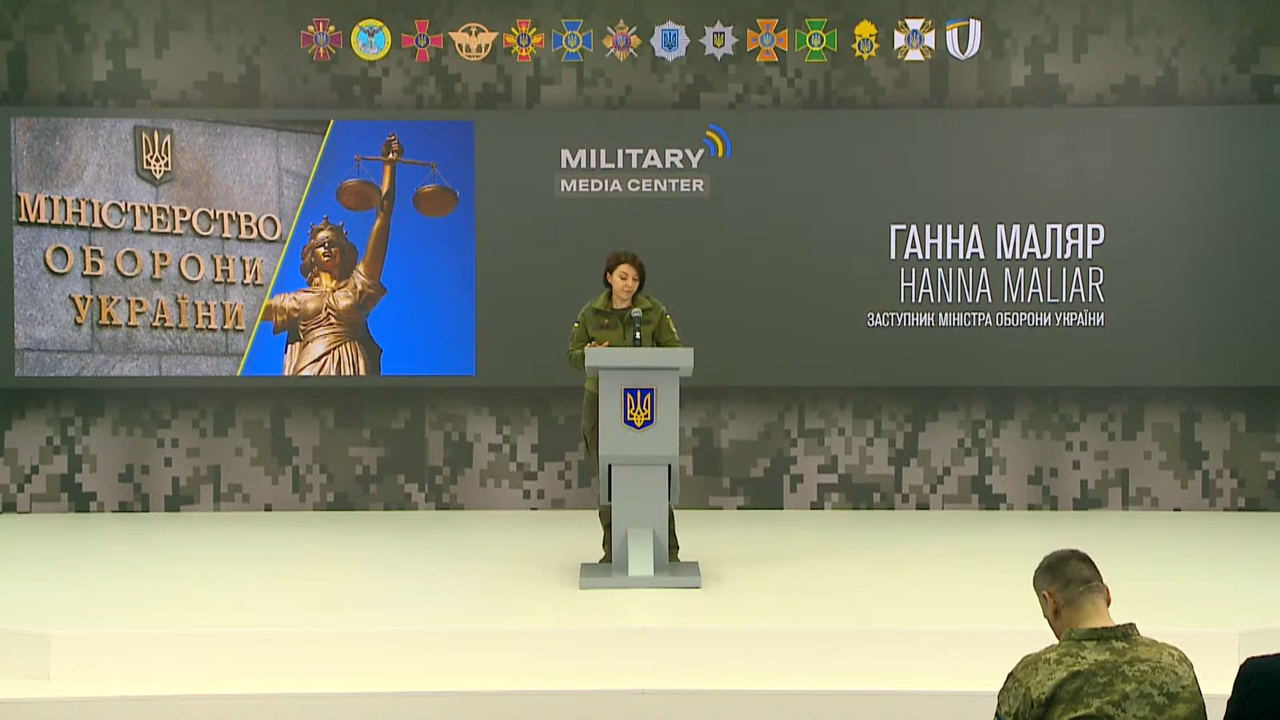 МІНІСТЕРСТВО
ОБОРОНИ
УКРАЇНИ
MILITARY
MEDIA CENTER
ГАННА МАЛЯР
HANNA MALIAR
ЗАСТУПНИК МІНІСТРА ОБОРОНИ УКРАЇНИ